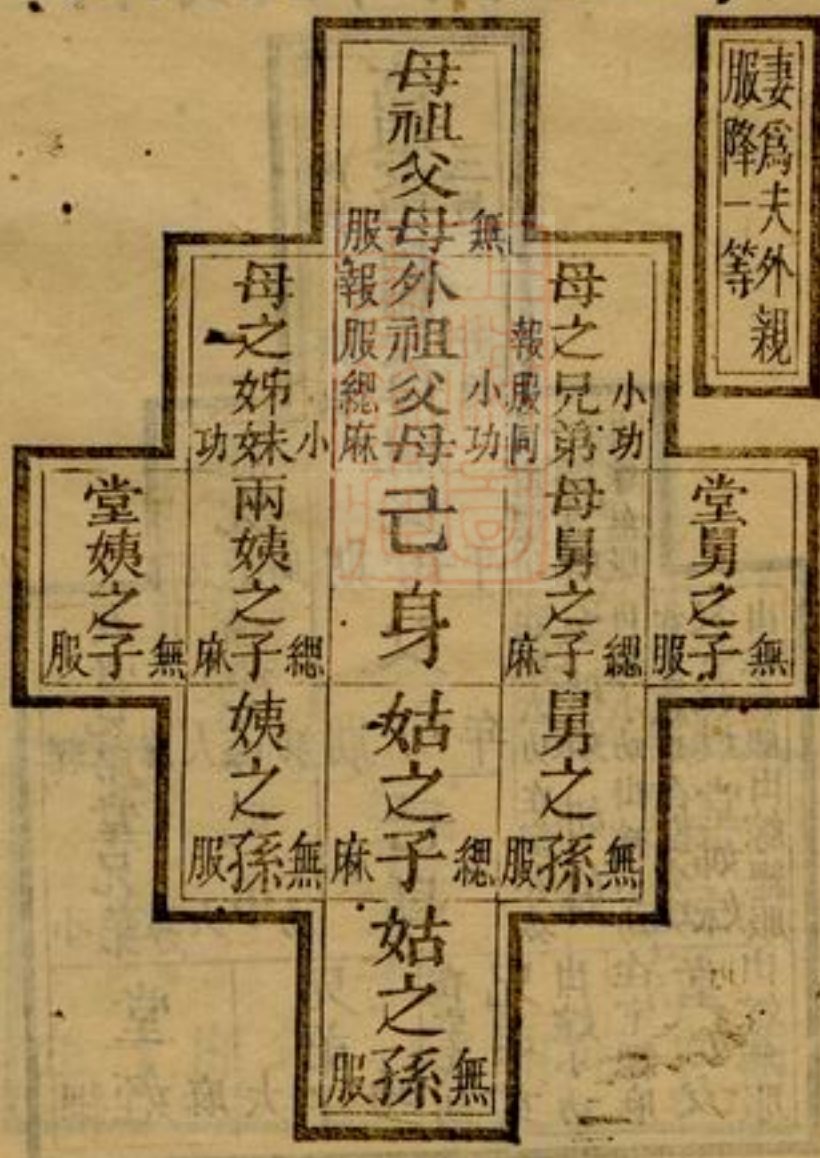 妻為夫外親
服降一等
母祖父母
無服
母之兄弟
小功
報服同
外祖父母
小功
報服緦麻
母之姊妹
小功
堂舅之子
無服
母舅之子
緦麻
己身
兩姨之子
緦麻
堂姨之子
無服
舅之孫
無服
姑之子
緦麻
姨之孫
無服
姑之孫
無服